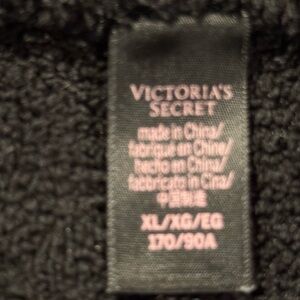 VICTORIA'S
SECRET
made in China/
fabriqué en Chine/
hecho en China/
fabbricato in Cina/
中国制造
XL/XG/EG
170/90A